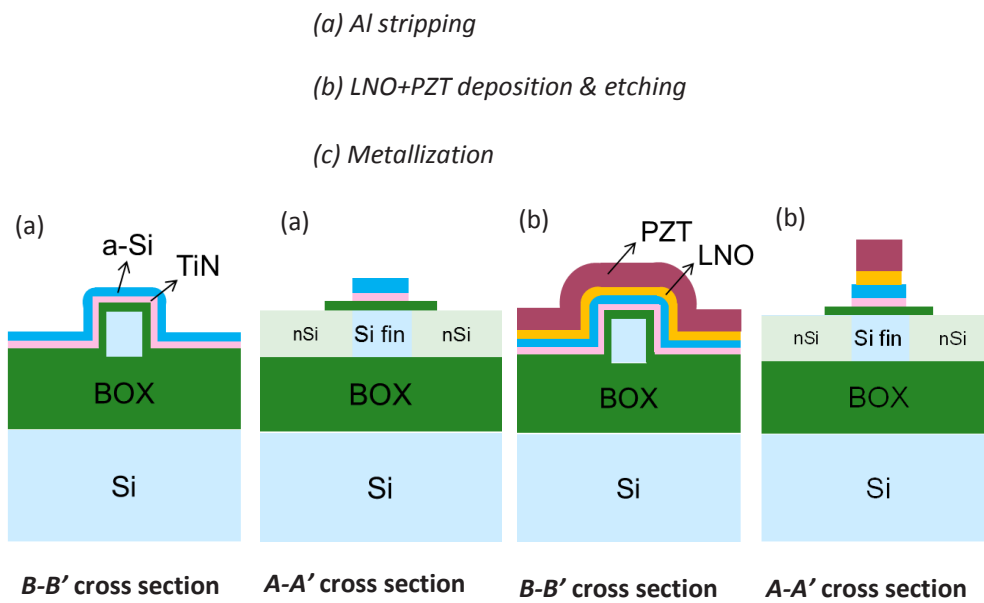 (a) Al stripping
(b) LNO+PZT deposition & etching
(c) Metallization
(a)
a-Si
TiN
BOX
Si
B-B’ cross section
(a)
nSi Si fin nSi
BOX
Si
A-A’ cross section
(b)
PZT
LNO
BOX
Si
B-B’ cross section
(b)
nSi Si fin nSi
BOX
Si
A-A’ cross section